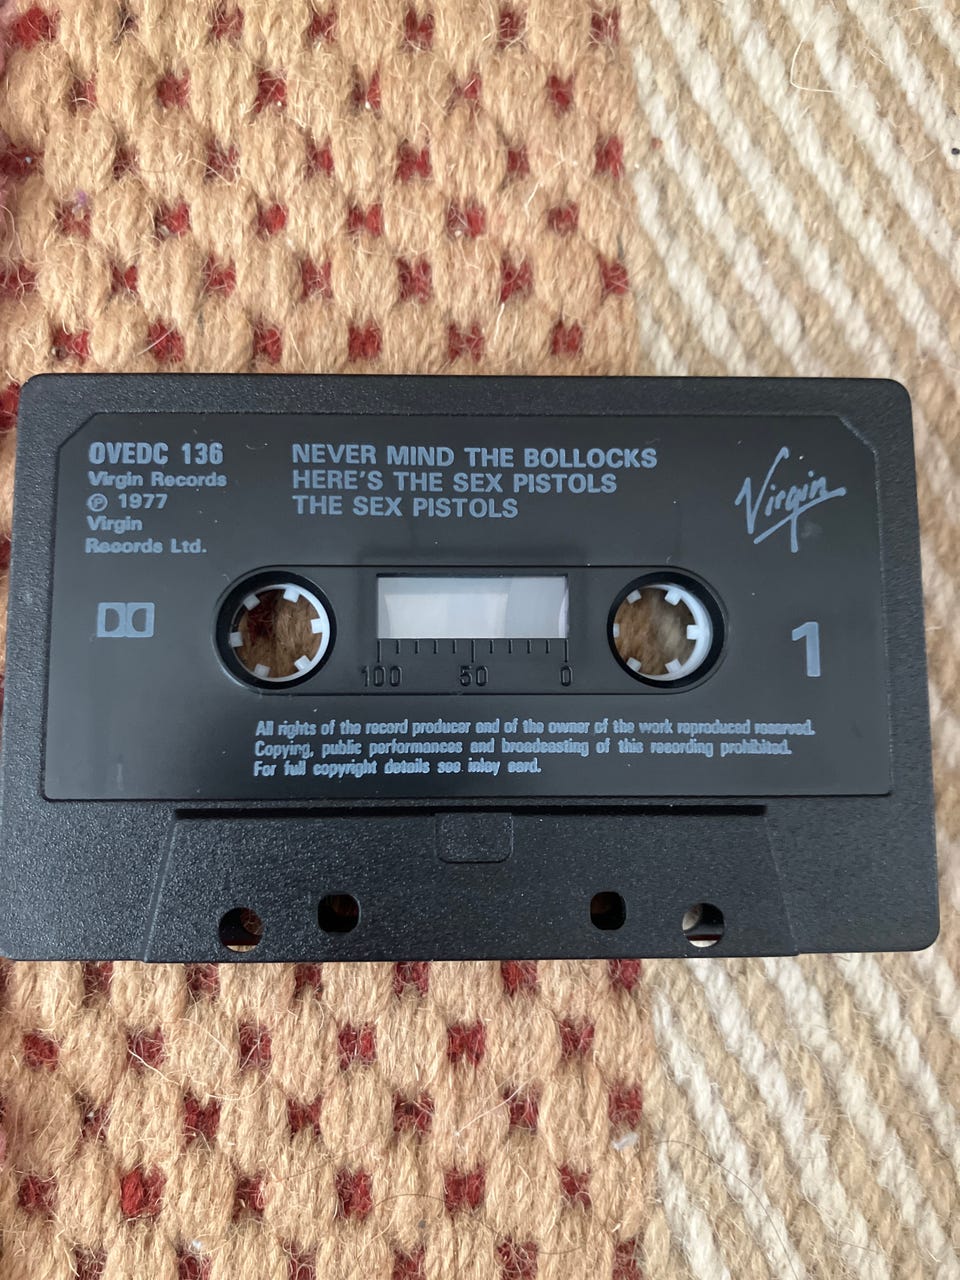 OVEDC 136
Virgin Records
℗ 1977
Virgin
Records Ltd.
NEVER MIND THE BOLLOCKS
HERE'S THE SEX PISTOLS
THE SEX PISTOLS
Virgin
1
100 50 0
All rights of the record producer and of the owner of the work reproduced reserved.
Copying, public performances and broadcasting of this recording prohibited.
For full copyright details see inlay card.